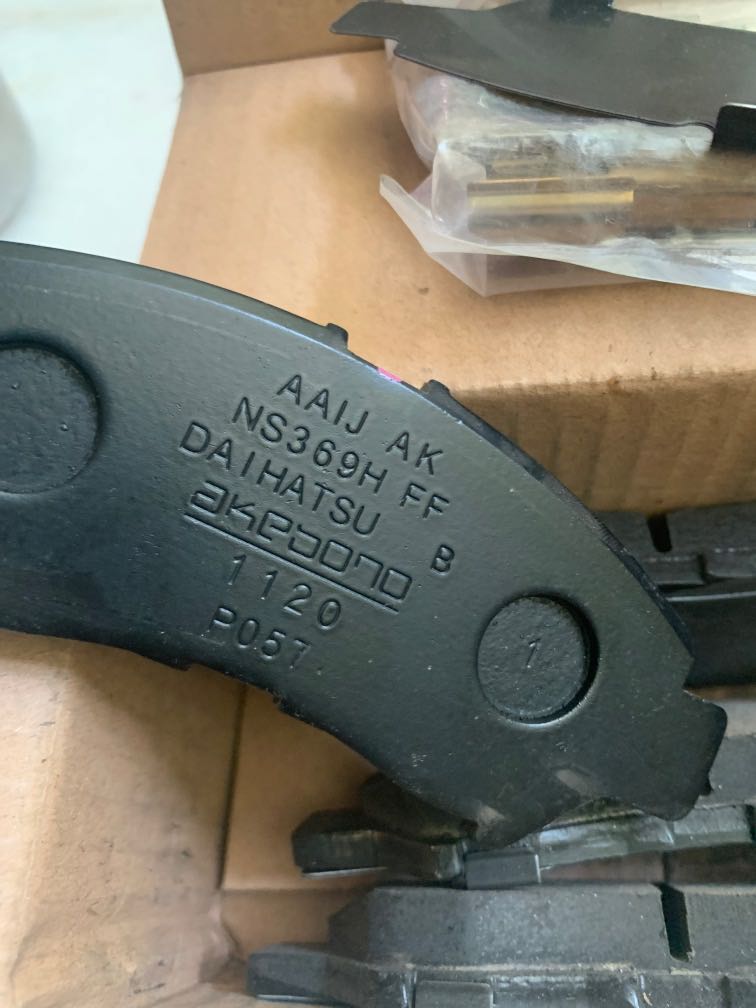 AAIJ AK
NS369H FF
DAIHATSU B
akebono
1120
P057
1